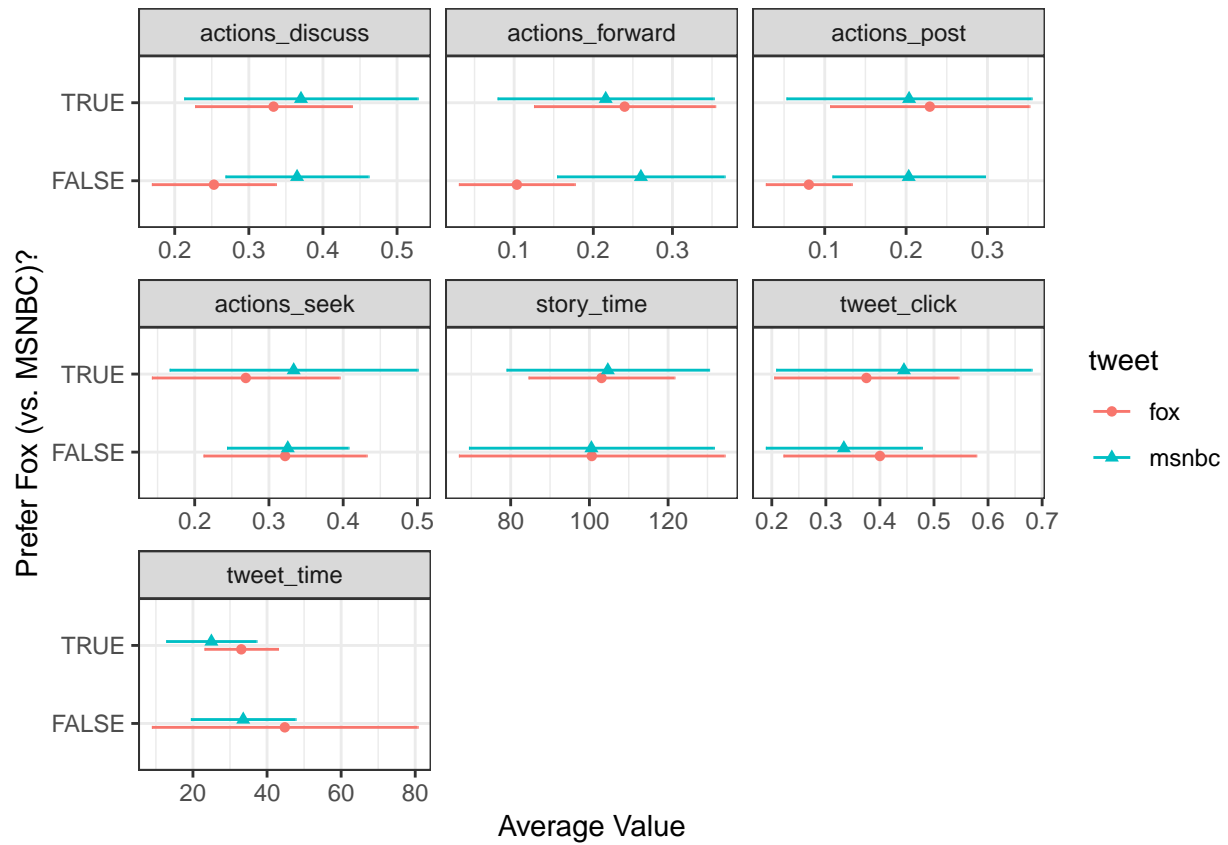 actions_discuss actions_forward actions_post
TRUE
FALSE
0.2 0.3 0.4 0.5 0.1 0.2 0.3 0.1 0.2 0.3
actions_seek story_time tweet_click
TRUE
FALSE
0.2 0.3 0.4 0.5 80 100 120 0.2 0.3 0.4 0.5 0.6 0.7
tweet_time
TRUE
FALSE
20 40 60 80
Average Value
Prefer Fox (vs. MSNBC)?
tweet
fox
msnbc